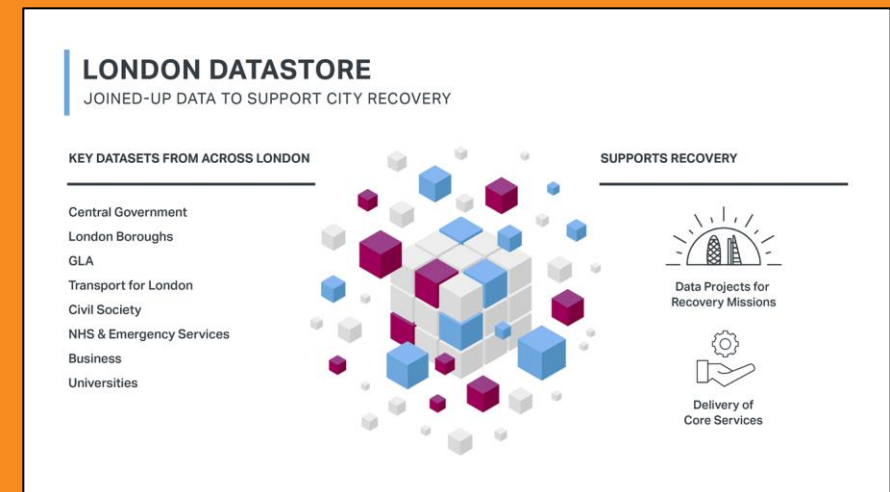 LONDON DATASTORE
JOINED-UP DATA TO SUPPORT CITY RECOVERY
KEY DATASETS FROM ACROSS LONDON
Central Government
London Boroughs
GLA
Transport for London
Civil Society
NHS & Emergency Services
Business
Universities
SUPPORTS RECOVERY
Data Projects for
Recovery Missions
Delivery of
Core Services